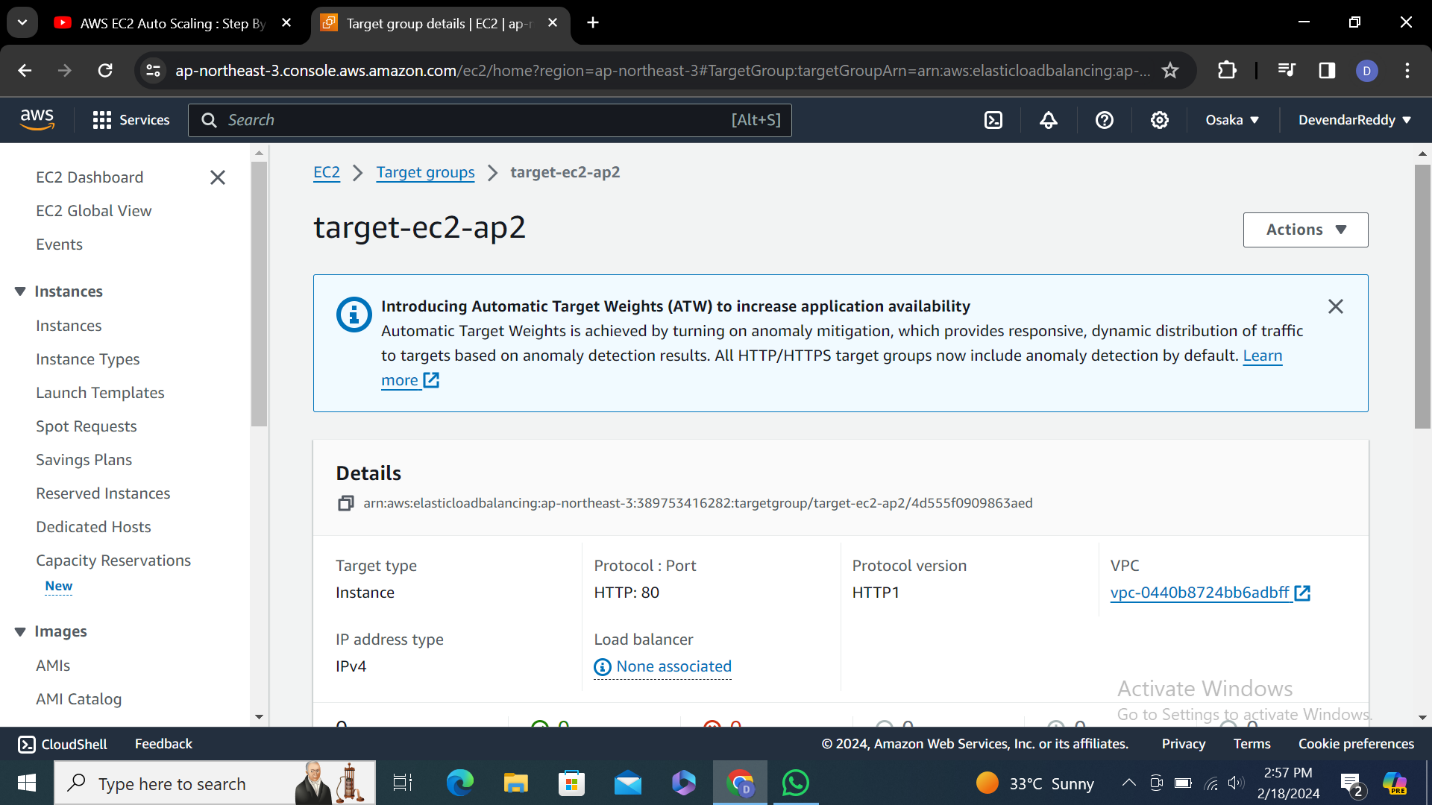 AWS EC2 Auto Scaling : Step By
Target group details | EC2 | ap-
ap-northeast-3.console.aws.amazon.com/ec2/home?region=ap-northeast-3#TargetGroup:targetGroupArn=arn:aws:elasticloadbalancing:ap-...
D
aws
Services
Search
[Alt+S]
Osaka
DevendarReddy
EC2 Dashboard
EC2 Global View
Events
Instances
Instances
Instance Types
Launch Templates
Spot Requests
Savings Plans
Reserved Instances
Dedicated Hosts
Capacity Reservations
New
Images
AMIs
AMI Catalog
EC2 > Target groups > target-ec2-ap2
target-ec2-ap2
Actions
Introducing Automatic Target Weights (ATW) to increase application availability
Automatic Target Weights is achieved by turning on anomaly mitigation, which provides responsive, dynamic distribution of traffic
to targets based on anomaly detection results. All HTTP/HTTPS target groups now include anomaly detection by default. Learn
more
Details
arn:aws:elasticloadbalancing:ap-northeast-3:389753416282:targetgroup/target-ec2-ap2/4d555f0909863aed
Target type
Instance
Protocol : Port
HTTP: 80
Protocol version
HTTP1
VPC
vpc-0440b8724bb6adbff
IP address type
IPv4
Load balancer
None associated
Activate Windows
Go to Settings to activate Windows.
CloudShell
Feedback
© 2024, Amazon Web Services, Inc. or its affiliates.
Privacy
Terms
Cookie preferences
Type here to search
D
33°C Sunny
2:57 PM
2/18/2024
2
PRE